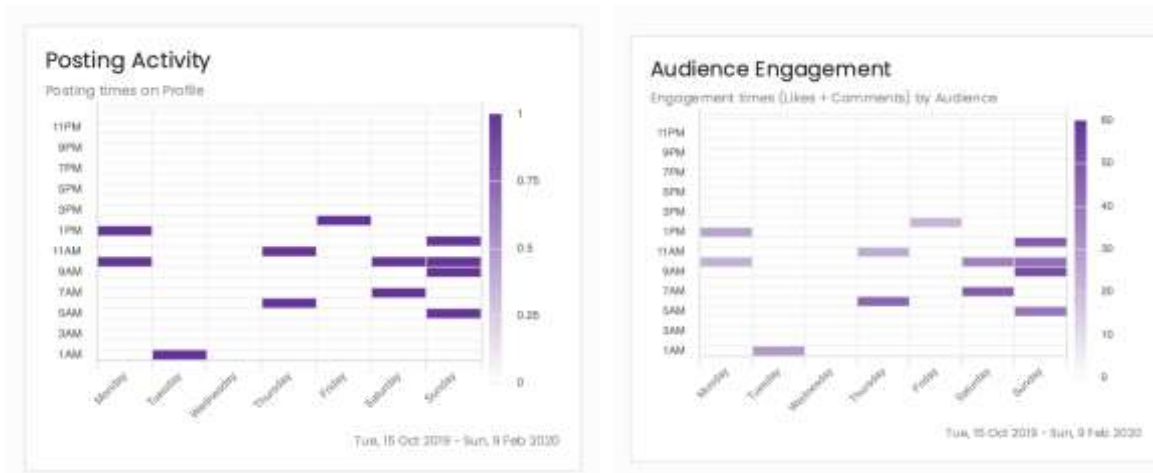 Posting Activity
Posting times on Profile
11PM
9PM
7PM
5PM
3PM
1PM
11AM
9AM
7AM
5AM
3AM
1AM
Monday
Tuesday
Wednesday
Thursday
Friday
Saturday
Sunday
1
0.75
0.5
0.25
0
Tue, 15 Oct 2019 - Sun, 9 Feb 2020
Audience Engagement
Engagement times (Likes + Comments) by Audience
11PM
9PM
7PM
5PM
3PM
1PM
11AM
9AM
7AM
5AM
3AM
1AM
Monday
Tuesday
Wednesday
Thursday
Friday
Saturday
Sunday
60
50
40
30
20
10
0
Tue, 15 Oct 2019 - Sun, 9 Feb 2020